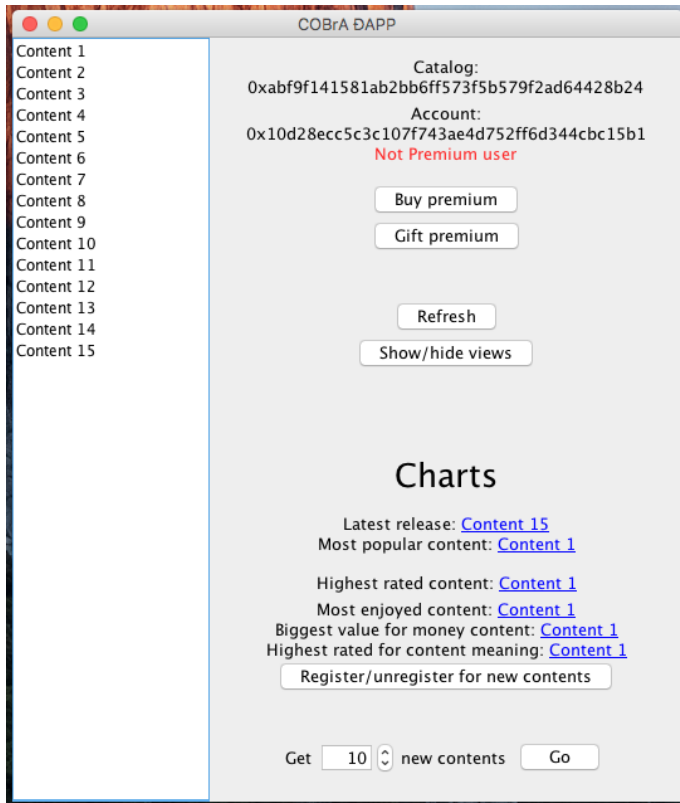 COBrA ĐAPP
Content 1
Content 2
Content 3
Content 4
Content 5
Content 6
Content 7
Content 8
Content 9
Content 10
Content 11
Content 12
Content 13
Content 14
Content 15
Catalog:
0xabf9f141581ab2bb6ff573f5b579f2ad64428b24
Account:
0x10d28ecc5c3c107f743ae4d752ff6d344cbc15b1
Not Premium user
Buy premium
Gift premium
Refresh
Show/hide views
Charts
Latest release: Content 15
Most popular content: Content 1
Highest rated content: Content 1
Most enjoyed content: Content 1
Biggest value for money content: Content 1
Highest rated for content meaning: Content 1
Register/unregister for new contents
Get 10 new contents Go